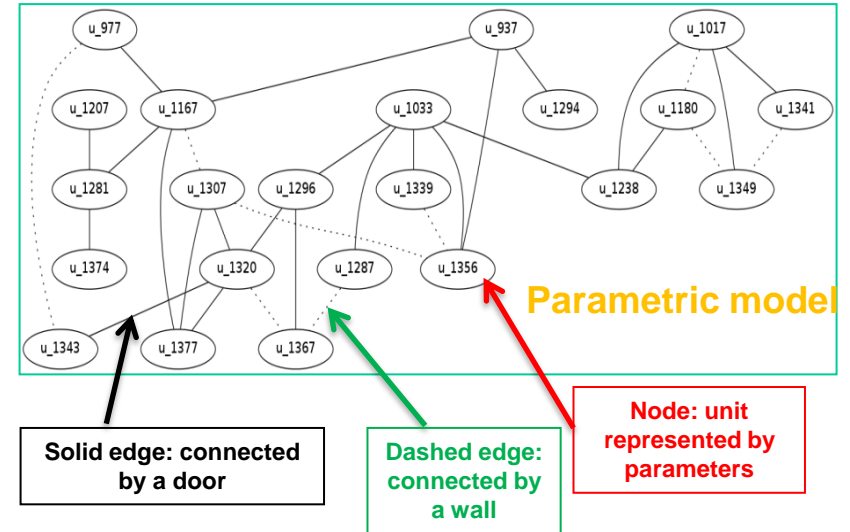 u_977
u_937
u_1017
u_1207
u_1167
u_1033
u_1294
u_1180
u_1341
u_1281
u_1307
u_1296
u_1339
u_1238
u_1349
u_1374
u_1320
u_1287
u_1356
Parametric model
u_1343
u_1377
u_1367
Solid edge: connected
by a door
Dashed edge:
connected by
a wall
Node: unit
represented by
parameters